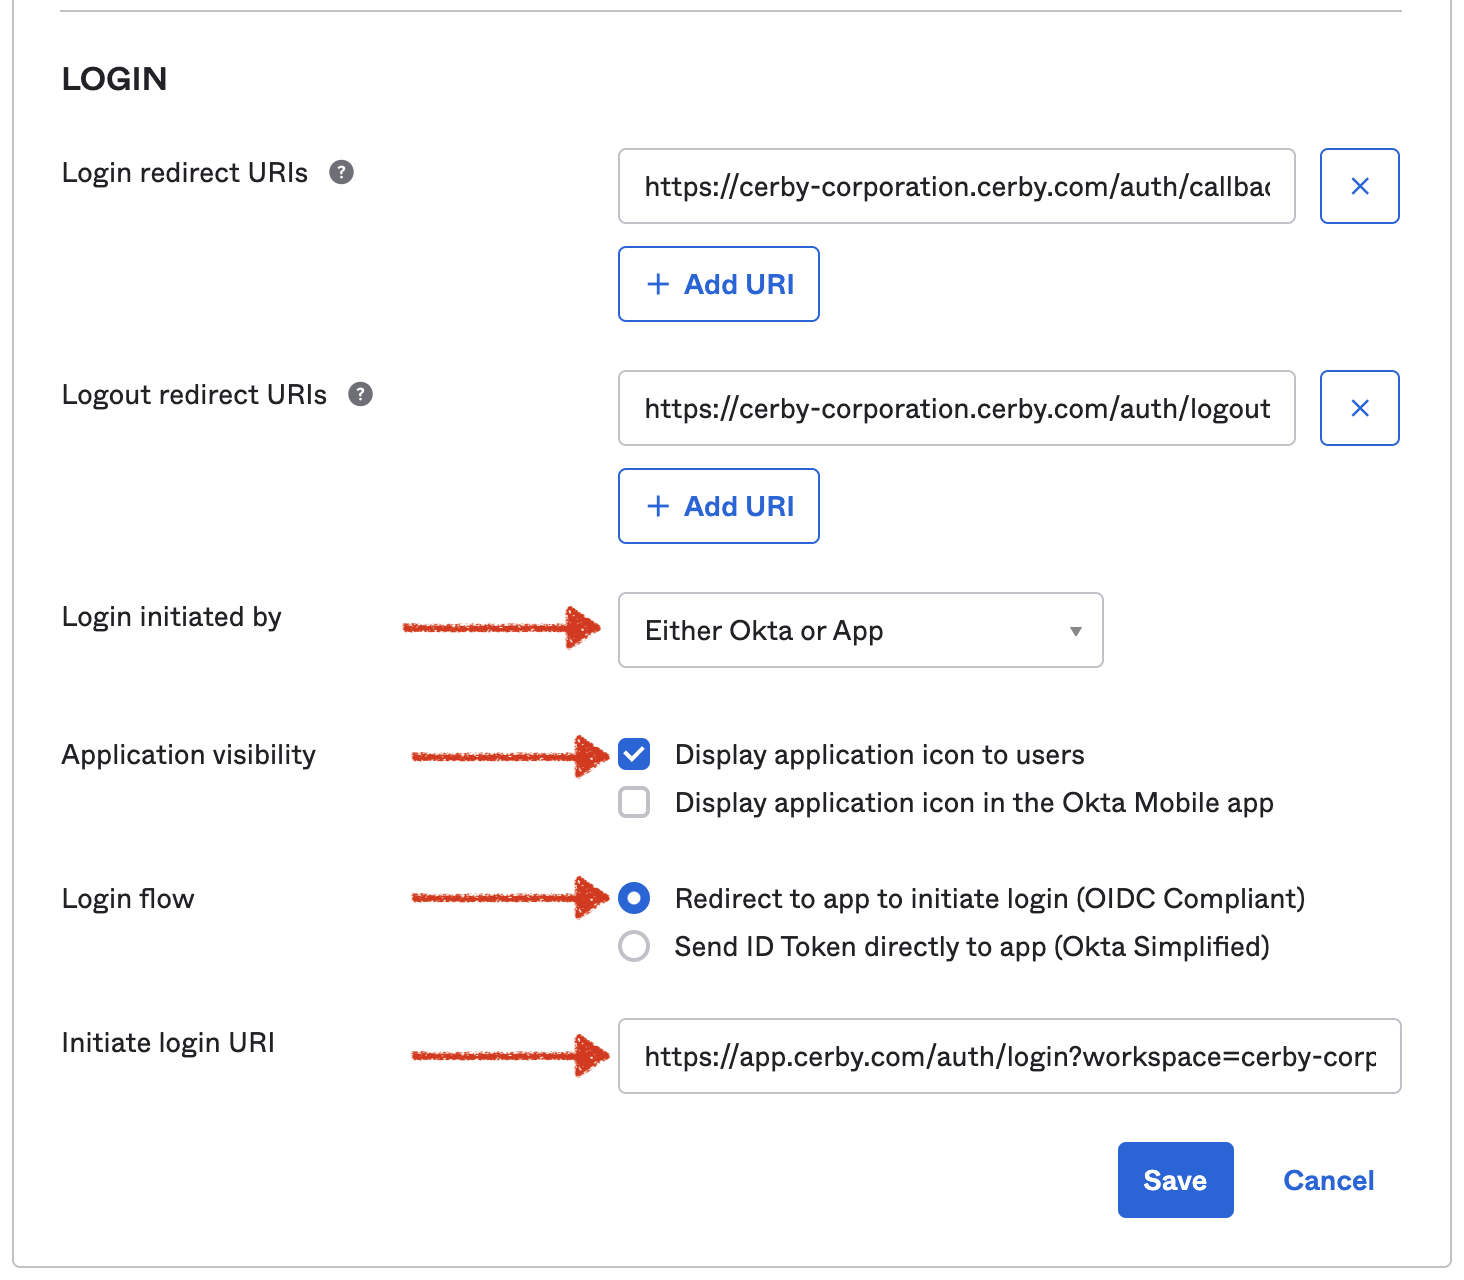 LOGIN
Login redirect URIs ?
https://cerby-corporation.cerby.com/auth/callbac
+ Add URI
Logout redirect URIs ?
https://cerby-corporation.cerby.com/auth/logout
+ Add URI
Login initiated by
Either Okta or App
Application visibility
Display application icon to users
Display application icon in the Okta Mobile app
Login flow
Redirect to app to initiate login (OIDC Compliant)
Send ID Token directly to app (Okta Simplified)
Initiate login URI
https://app.cerby.com/auth/login?workspace=cerby-corp
Save
Cancel